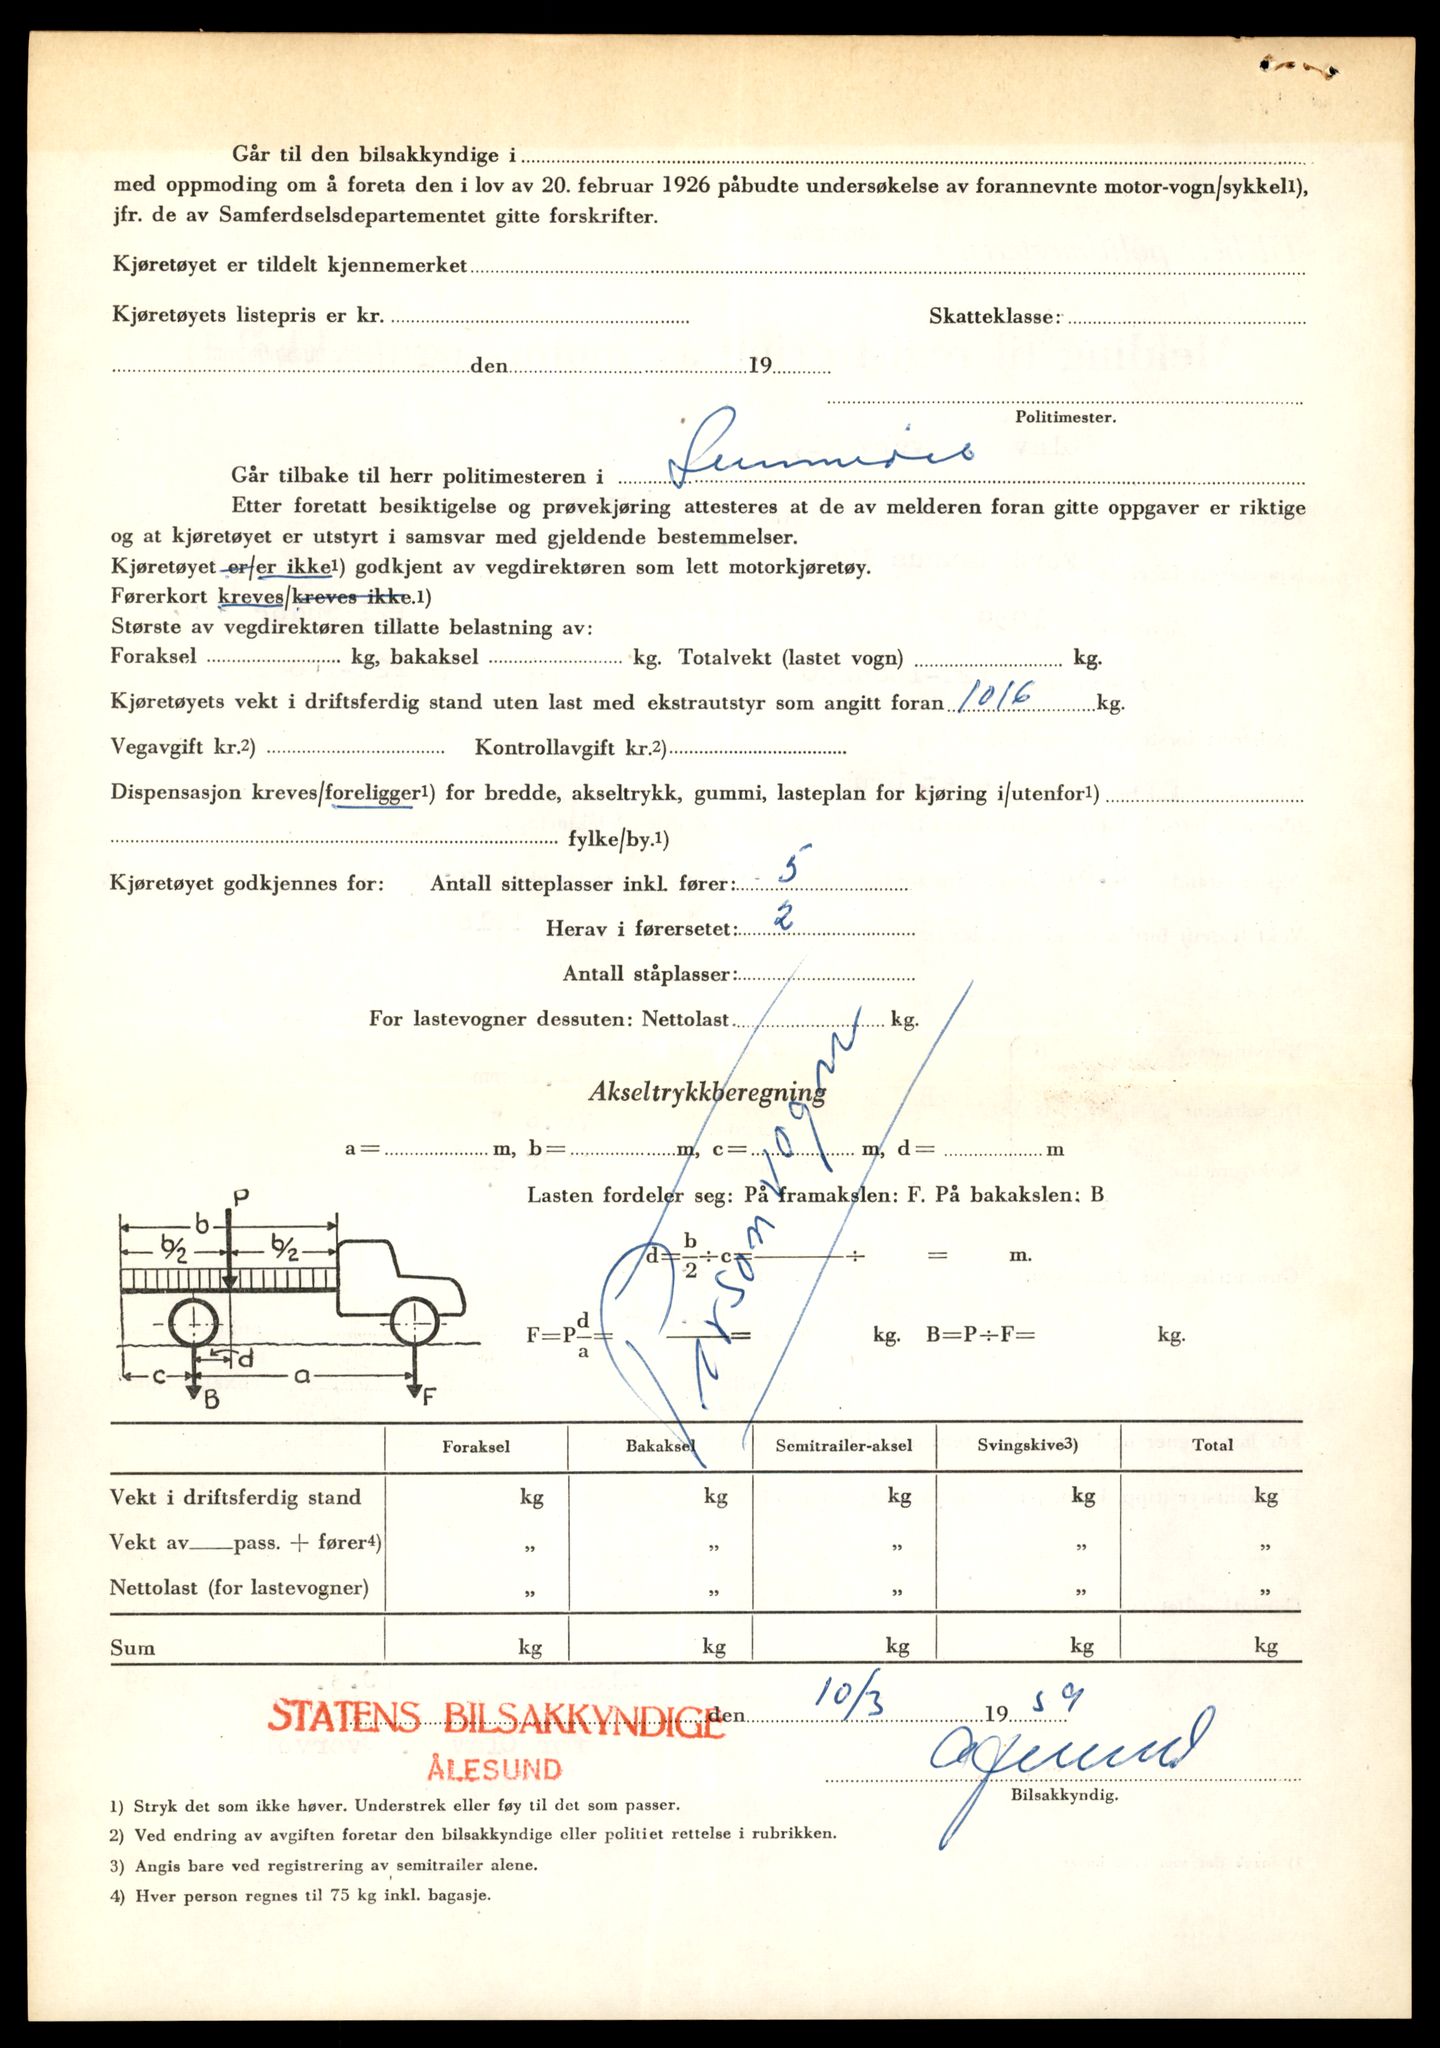 Går til den bilsakkyndige i
med oppmoding om å foreta den i lov av 20. februar 1926 påbudte undersøkelse av forannevnte motor-vogn/sykkel1),
jfr. de av Samferdselsdepartementet gitte forskrifter.
Kjøretøyet er tildelt kjennemerket
Kjøretøyets listepris er kr. Skatteklasse:
den 19
Politimester.
Går tilbake til herr politimesteren i Sunnmøre
Etter foretatt besiktigelse og prøvekjøring attesteres at de av melderen foran gitte oppgaver er riktige
og at kjøretøyet er utstyrt i samsvar med gjeldende bestemmelser.
Kjøretøyet er/er ikke1) godkjent av vegdirektøren som lett motorkjøretøy.
Førerkort kreves/kreves ikke.1)
Største av vegdirektøren tillatte belastning av:
Foraksel kg, bakaksel kg. Totalvekt (lastet vogn) kg.
Kjøretøyets vekt i driftsferdig stand uten last med ekstrautstyr som angitt foran 1016 kg.
Vegavgift kr.2) Kontrollavgift kr.2)
Dispensasjon kreves/foreligger1) for bredde, akseltrykk, gummi, lasteplan for kjøring i/utenfor1)
fylke/by.1)
Kjøretøyet godkjennes for: Antall sitteplasser inkl. fører: 5
Herav i førersetet: 2
Antall ståplasser:
For lastevogner dessuten: Nettolast kg.
Personvogn
Akseltrykkberegning
a= m, b= m, c= m, d= m
Lasten fordeler seg: På framakslen: F. På bakakslen: B
d=b/2÷c= ÷ = m.
F=P d/a= = kg. B=P÷F= kg.
P
b
b/2 b/2
d
c a
B F
Foraksel Bakaksel Semitrailer-aksel Svingskive3) Total
Vekt i driftsferdig stand kg kg kg kg kg
Vekt av pass. + fører4) „ „ „ „ „
Nettolast (for lastevogner) „ „ „ „ „
Sum kg kg kg kg kg
STATENS BILSAKKYNDIGE den 10/3 19 59
ÅLESUND
Bilsakkyndig.
1) Stryk det som ikke høver. Understrek eller føy til det som passer.
2) Ved endring av avgiften foretar den bilsakkyndige eller politiet rettelse i rubrikken.
3) Angis bare ved registrering av semitrailer alene.
4) Hver person regnes til 75 kg inkl. bagasje.